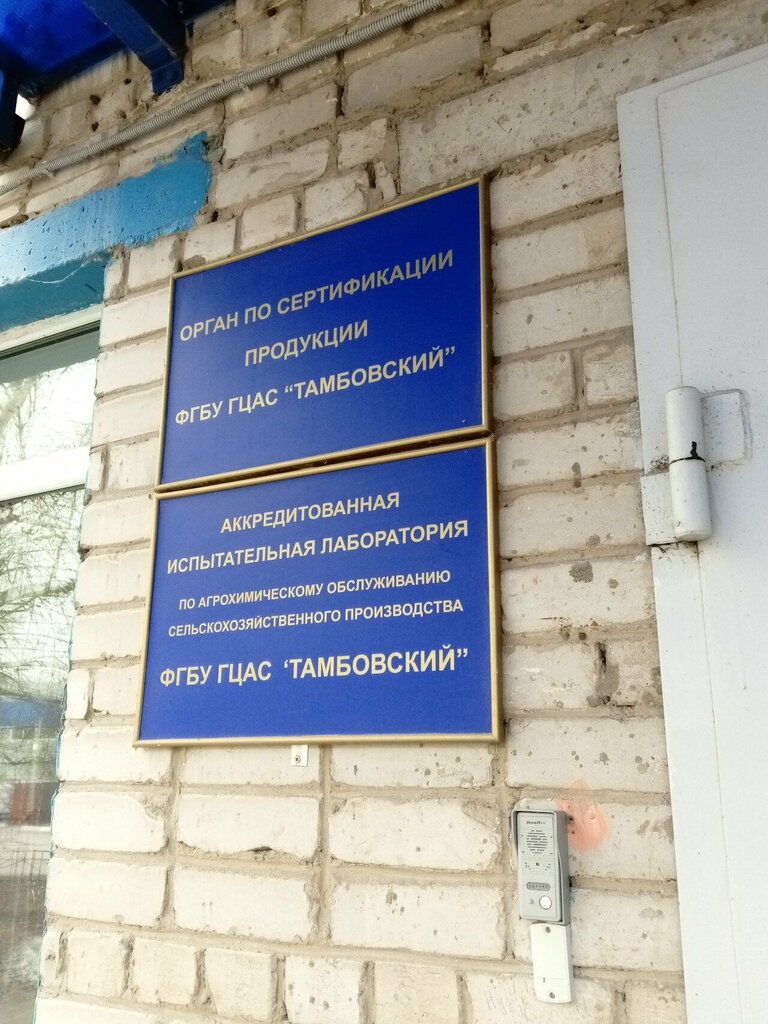 ОРГАН ПО СЕРТИФИКАЦИИ
ПРОДУКЦИИ
ФГБУ ГЦАС “ТАМБОВСКИЙ”
АККРЕДИТОВАННАЯ
ИСПЫТАТЕЛЬНАЯ ЛАБОРАТОРИЯ
ПО АГРОХИМИЧЕСКОМУ ОБСЛУЖИВАНИЮ
СЕЛЬСКОХОЗЯЙСТВЕННОГО ПРОИЗВОДСТВА
ФГБУ ГЦАС ‘ТАМБОВСКИЙ”